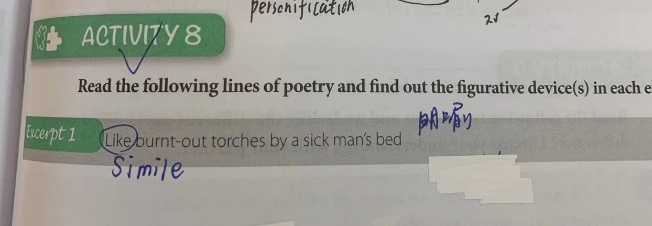 personification
21
ACTIVITY 8
Read the following lines of poetry and find out the figurative device(s) in each e
Excerpt 1
Like burnt-out torches by a sick man's bed
明喻
Simile